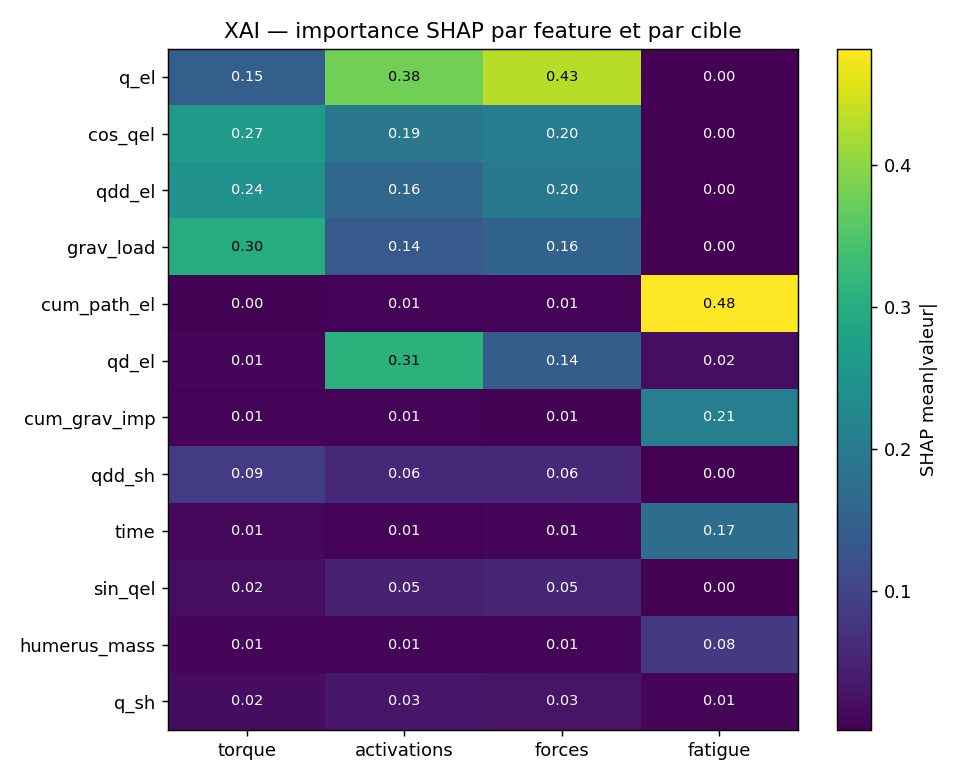 XAI — importance SHAP par feature et par cible
q_el 0.15 0.38 0.43 0.00
cos_qel 0.27 0.19 0.20 0.00
qdd_el 0.24 0.16 0.20 0.00
grav_load 0.30 0.14 0.16 0.00
cum_path_el 0.00 0.01 0.01 0.48
qd_el 0.01 0.31 0.14 0.02
cum_grav_imp 0.01 0.01 0.01 0.21
qdd_sh 0.09 0.06 0.06 0.00
time 0.01 0.01 0.01 0.17
sin_qel 0.02 0.05 0.05 0.00
humerus_mass 0.01 0.01 0.01 0.08
q_sh 0.02 0.03 0.03 0.01
torque activations forces fatigue
0.4
0.3
0.2
0.1
SHAP mean|valeur|